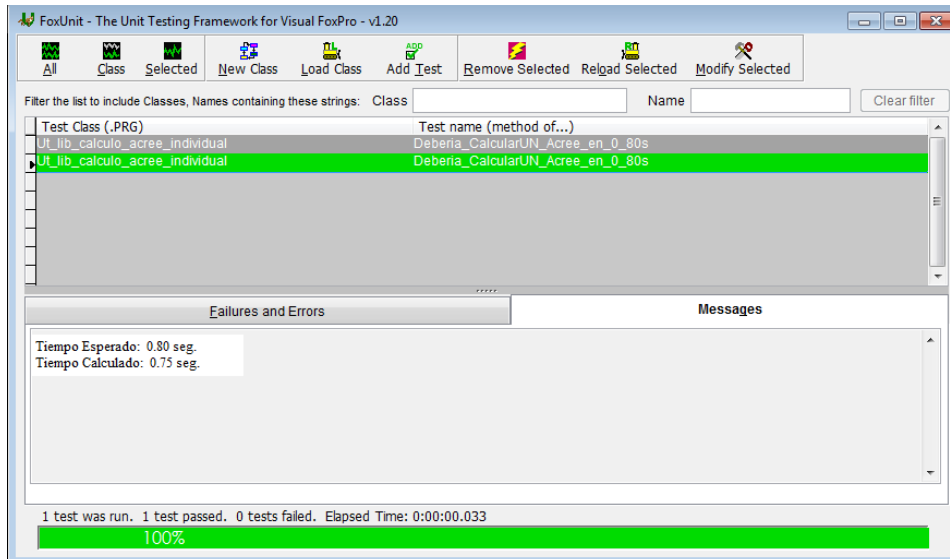 FoxUnit - The Unit Testing Framework for Visual FoxPro - v1.20
All Class Selected New Class Load Class ADD Add Test Remove Selected Reload Selected Modify Selected
Filter the list to include Classes, Names containing these strings: Class Name Clear filter
Test Class (.PRG) Test name (method of...)
Ut_lib_calculo_acree_individual Deberia_CalcularUN_Acree_en_0_80s
Ut_lib_calculo_acree_individual Deberia_CalcularUN_Acree_en_0_80s
Failures and Errors Messages
Tiempo Esperado: 0.80 seg.
Tiempo Calculado: 0.75 seg.
1 test was run. 1 test passed. 0 tests failed. Elapsed Time: 0:00:00.033
100%